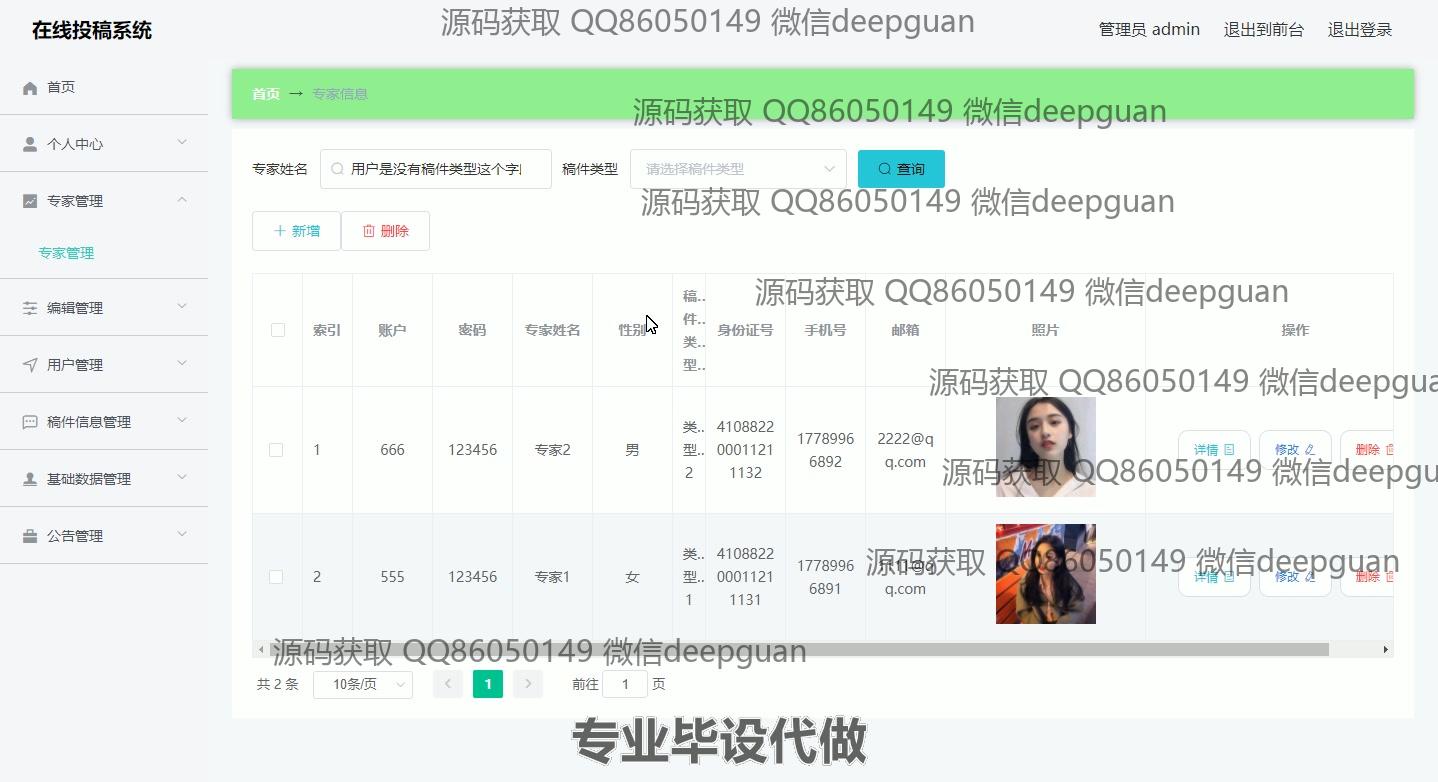 在线投稿系统
源码获取 QQ86050149 微信deepguan
管理员 admin 退出到前台 退出登录
首页
个人中心
专家管理
专家管理
编辑管理
用户管理
稿件信息管理
基础数据管理
公告管理
首页 → 专家信息
源码获取 QQ86050149 微信deepguan
专家姓名 用户是没有稿件类型这个字 稿件类型 请选择稿件类型 查询
源码获取 QQ86050149 微信deepguan
新增 删除
源码获取 QQ86050149 微信deepguan
索引 账户 密码 专家姓名 性别 稿..件..类..型.. 身份证号 手机号 邮箱 照片 操作
源码获取 QQ86050149 微信deepgua
1 666 123456 专家2 男 类..型..2 410882200011211132 17789966892 2222@qq.com 详情 修改 删除
源码获取 QQ86050149 微信deepgu
源码获取 QQ86050149 微信deepguan
2 555 123456 专家1 女 类..型..1 410882200011211131 17789966891 1111@qq.com 详情 修改 删除
源码获取 QQ86050149 微信deepguan
共 2 条 10条/页 1 前往 1 页
专业毕设代做